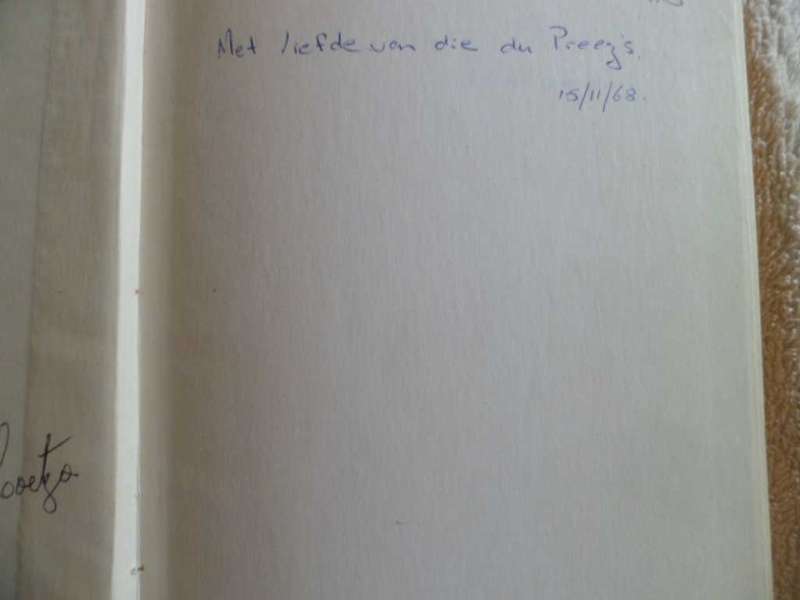 Met liefde van die du Preez's.
15/11/68.